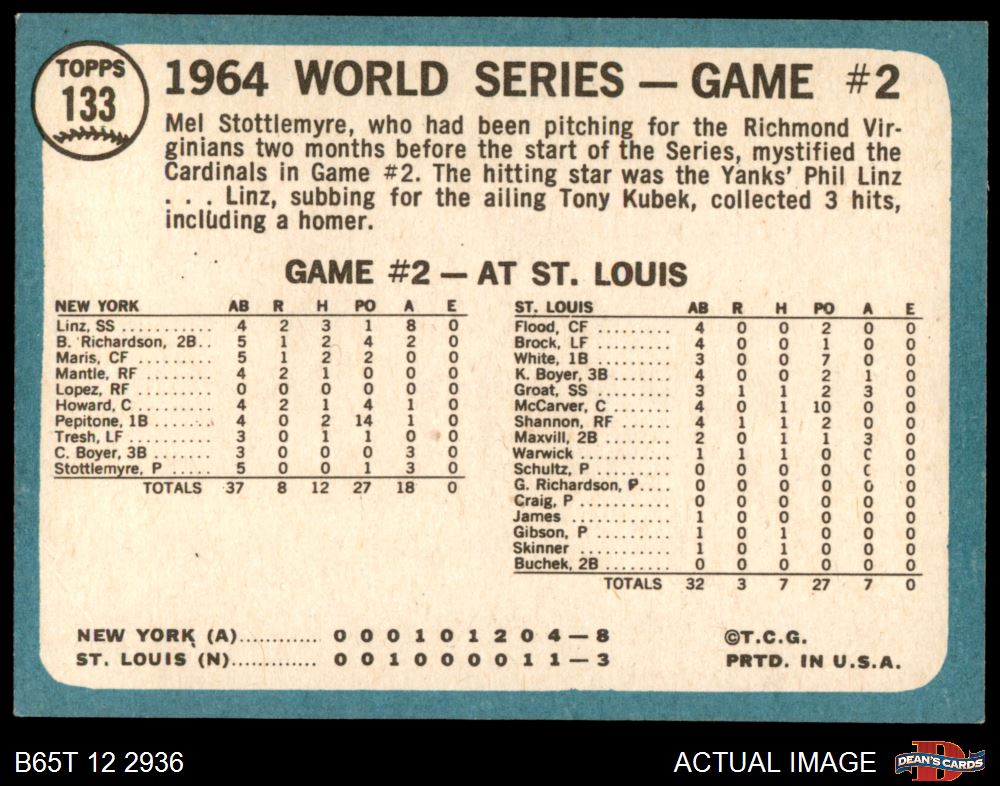 TOPPS
133
1964 WORLD SERIES — GAME #2
Mel Stottlemyre, who had been pitching for the Richmond Vir-
ginians two months before the start of the Series, mystified the
Cardinals in Game #2. The hitting star was the Yanks' Phil Linz
. . . Linz, subbing for the ailing Tony Kubek, collected 3 hits,
including a homer.
GAME #2 — AT ST. LOUIS
NEW YORK AB R H PO A E
Linz, SS .......... 4 2 3 1 8 0
B. Richardson, 2B.. 5 1 2 4 2 0
Maris, CF ......... 5 1 2 2 0 0
Mantle, RF ........ 4 2 1 0 0 0
Lopez, RF ......... 0 0 0 0 0 0
Howard, C ......... 4 2 1 4 1 0
Pepitone, 1B ...... 4 0 2 14 1 0
Tresh, LF ......... 3 0 1 1 0 0
C. Boyer, 3B ...... 3 0 0 0 3 0
Stottlemyre, P ..... 5 0 0 1 3 0
TOTALS 37 8 12 27 18 0
ST. LOUIS AB R H PO A E
Flood, CF ......... 4 0 0 2 0 0
Brock, LF ......... 4 0 0 1 0 0
White, 1B ......... 3 0 0 7 0 0
K. Boyer, 3B ....... 4 0 0 2 1 0
Groat, SS ......... 3 1 1 2 3 0
McCarver, C ....... 4 0 1 10 0 0
Shannon, RF ....... 4 1 1 2 0 0
Maxvill, 2B ........ 2 0 1 1 3 0
Warwick .......... 1 1 1 0 0 0
Schultz, P ......... 0 0 0 0 0 0
G. Richardson, P.... 0 0 0 0 0 0
Craig, P .......... 0 0 0 0 0 0
James ............ 1 0 0 0 0 0
Gibson, P ......... 1 0 1 0 0 0
Skinner .......... 1 0 1 0 0 0
Buchek, 2B ........ 0 0 0 0 0 0
TOTALS 32 3 7 27 7 0
NEW YORK (A)............ 0 0 0 1 0 1 2 0 4 — 8
ST. LOUIS (N)............. 0 0 1 0 0 0 0 1 1 — 3
©T.C.G.
PRTD. IN U.S.A.
B65T 12 2936
ACTUAL IMAGE
D
DEAN'S CARDS